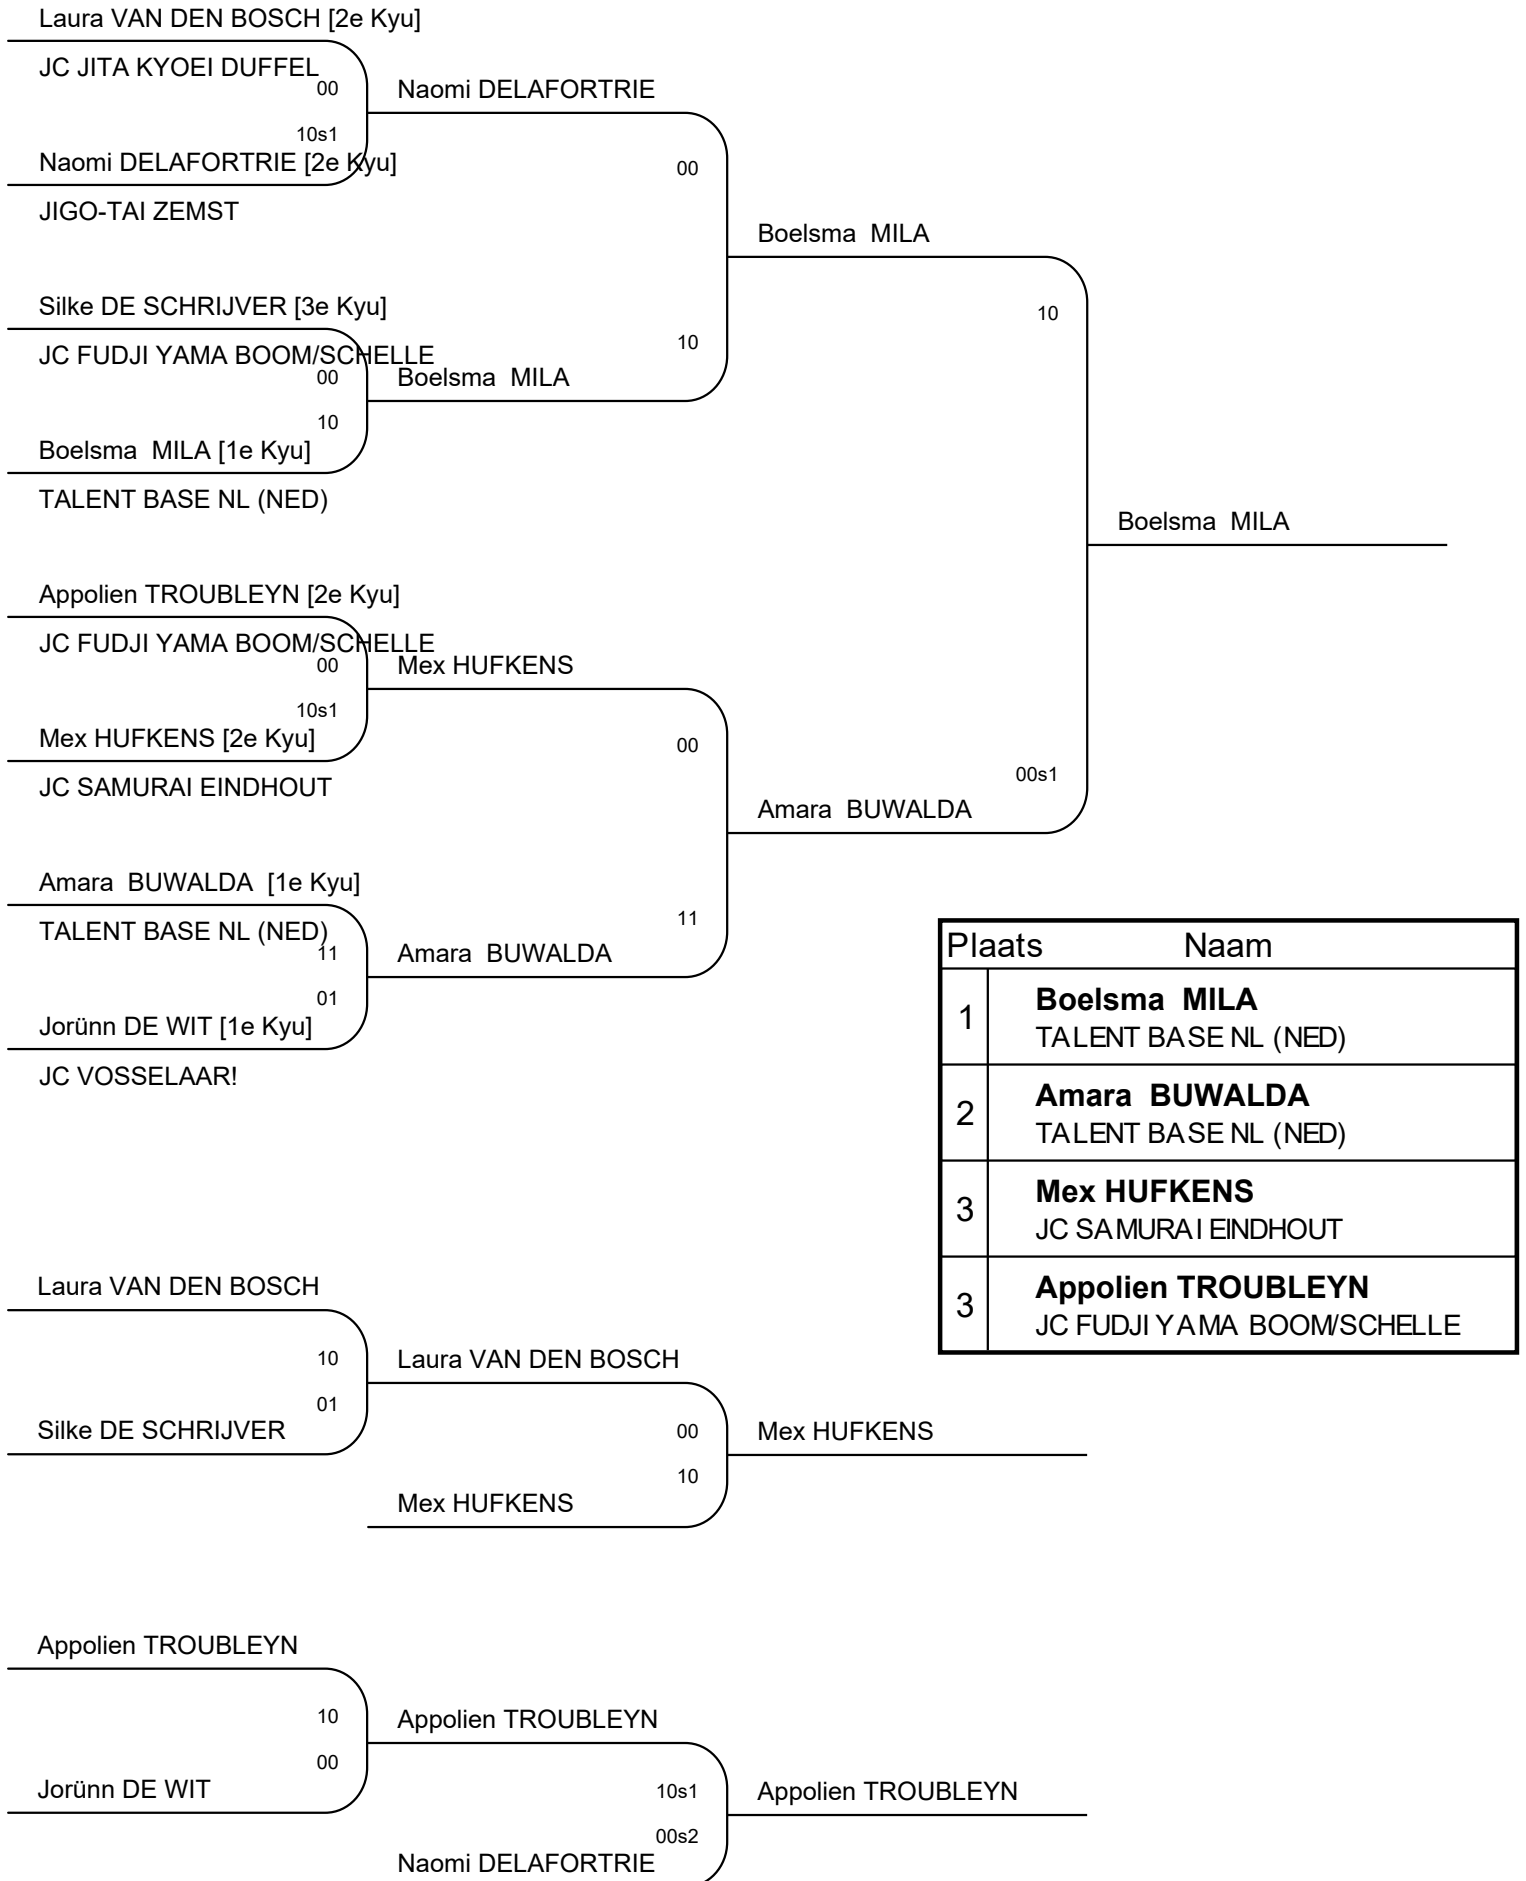 Laura VAN DEN BOSCH [2e Kyu]
JC JITA KYOEI DUFFEL
00
Naomi DELAFORTRIE
10s1
Naomi DELAFORTRIE [2e Kyu]
00
JIGO-TAI ZEMST
Boelsma  MILA
Silke DE SCHRIJVER [3e Kyu]
10
JC FUDJI YAMA BOOM/SCHELLE
10
00
Boelsma  MILA
10
Boelsma  MILA [1e Kyu]
TALENT BASE NL (NED)
Boelsma  MILA
Appolien TROUBLEYN [2e Kyu]
JC FUDJI YAMA BOOM/SCHELLE
00
Mex HUFKENS
10s1
Mex HUFKENS [2e Kyu]
00
JC SAMURAI EINDHOUT
00s1
Amara  BUWALDA
Amara  BUWALDA  [1e Kyu]
TALENT BASE NL (NED)
11
11
Amara  BUWALDA
01
Jorünn DE WIT [1e Kyu]
JC VOSSELAAR!
Plaats Naam
1 Boelsma  MILA
TALENT BASE NL (NED)
2 Amara  BUWALDA
TALENT BASE NL (NED)
3 Mex HUFKENS
JC SAMURAI EINDHOUT
3 Appolien TROUBLEYN
JC FUDJI YAMA BOOM/SCHELLE
Laura VAN DEN BOSCH
10
Laura VAN DEN BOSCH
01
Silke DE SCHRIJVER
00
Mex HUFKENS
10
Mex HUFKENS
Appolien TROUBLEYN
10
Appolien TROUBLEYN
00
Jorünn DE WIT
10s1
Appolien TROUBLEYN
00s2
Naomi DELAFORTRIE